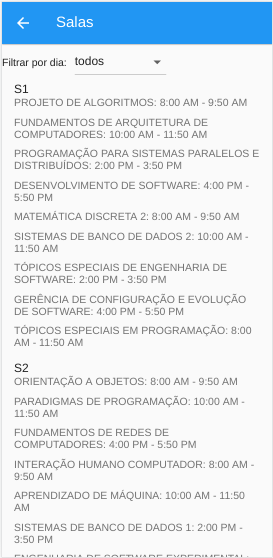 Salas
Filtrar por dia: todos
S1
PROJETO DE ALGORITMOS: 8:00 AM - 9:50 AM
FUNDAMENTOS DE ARQUITETURA DE
COMPUTADORES: 10:00 AM - 11:50 AM
PROGRAMAÇÃO PARA SISTEMAS PARALELOS E
DISTRIBUÍDOS: 2:00 PM - 3:50 PM
DESENVOLVIMENTO DE SOFTWARE: 4:00 PM -
5:50 PM
MATEMÁTICA DISCRETA 2: 8:00 AM - 9:50 AM
SISTEMAS DE BANCO DE DADOS 2: 10:00 AM -
11:50 AM
TÓPICOS ESPECIAIS DE ENGENHARIA DE
SOFTWARE: 2:00 PM - 3:50 PM
GERÊNCIA DE CONFIGURAÇÃO E EVOLUÇÃO
DE SOFTWARE: 4:00 PM - 5:50 PM
TÓPICOS ESPECIAIS EM PROGRAMAÇÃO: 8:00
AM - 11:50 AM
S2
ORIENTAÇÃO A OBJETOS: 8:00 AM - 9:50 AM
PARADIGMAS DE PROGRAMAÇÃO: 10:00 AM -
11:50 AM
FUNDAMENTOS DE REDES DE
COMPUTADORES: 4:00 PM - 5:50 PM
INTERAÇÃO HUMANO COMPUTADOR: 8:00 AM -
9:50 AM
APRENDIZADO DE MÁQUINA: 10:00 AM - 11:50
AM
SISTEMAS DE BANCO DE DADOS 1: 2:00 PM -
3:50 PM
ENGENHARIA DE SOFTWARE EXPERIMENTAL: